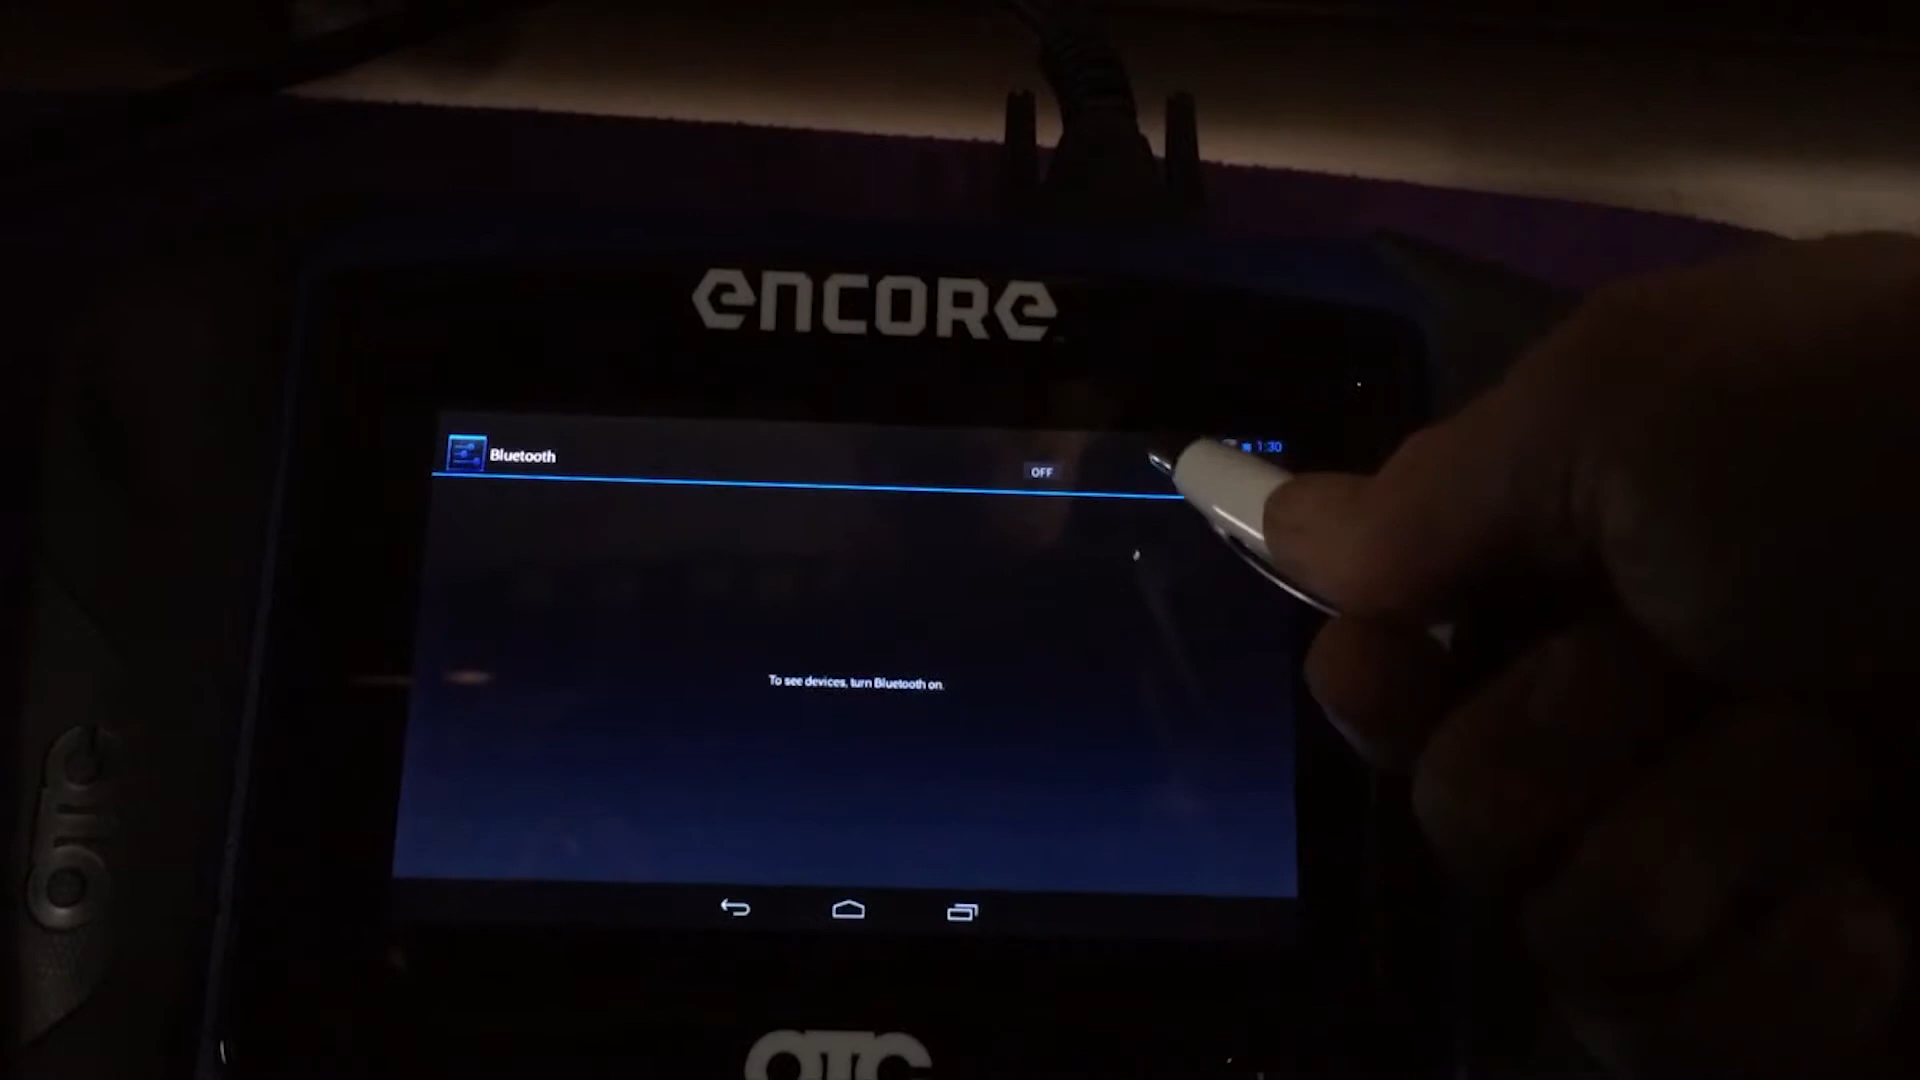 encore
1:30
Bluetooth
OFF
To see devices, turn Bluetooth on.
OTC
OTC